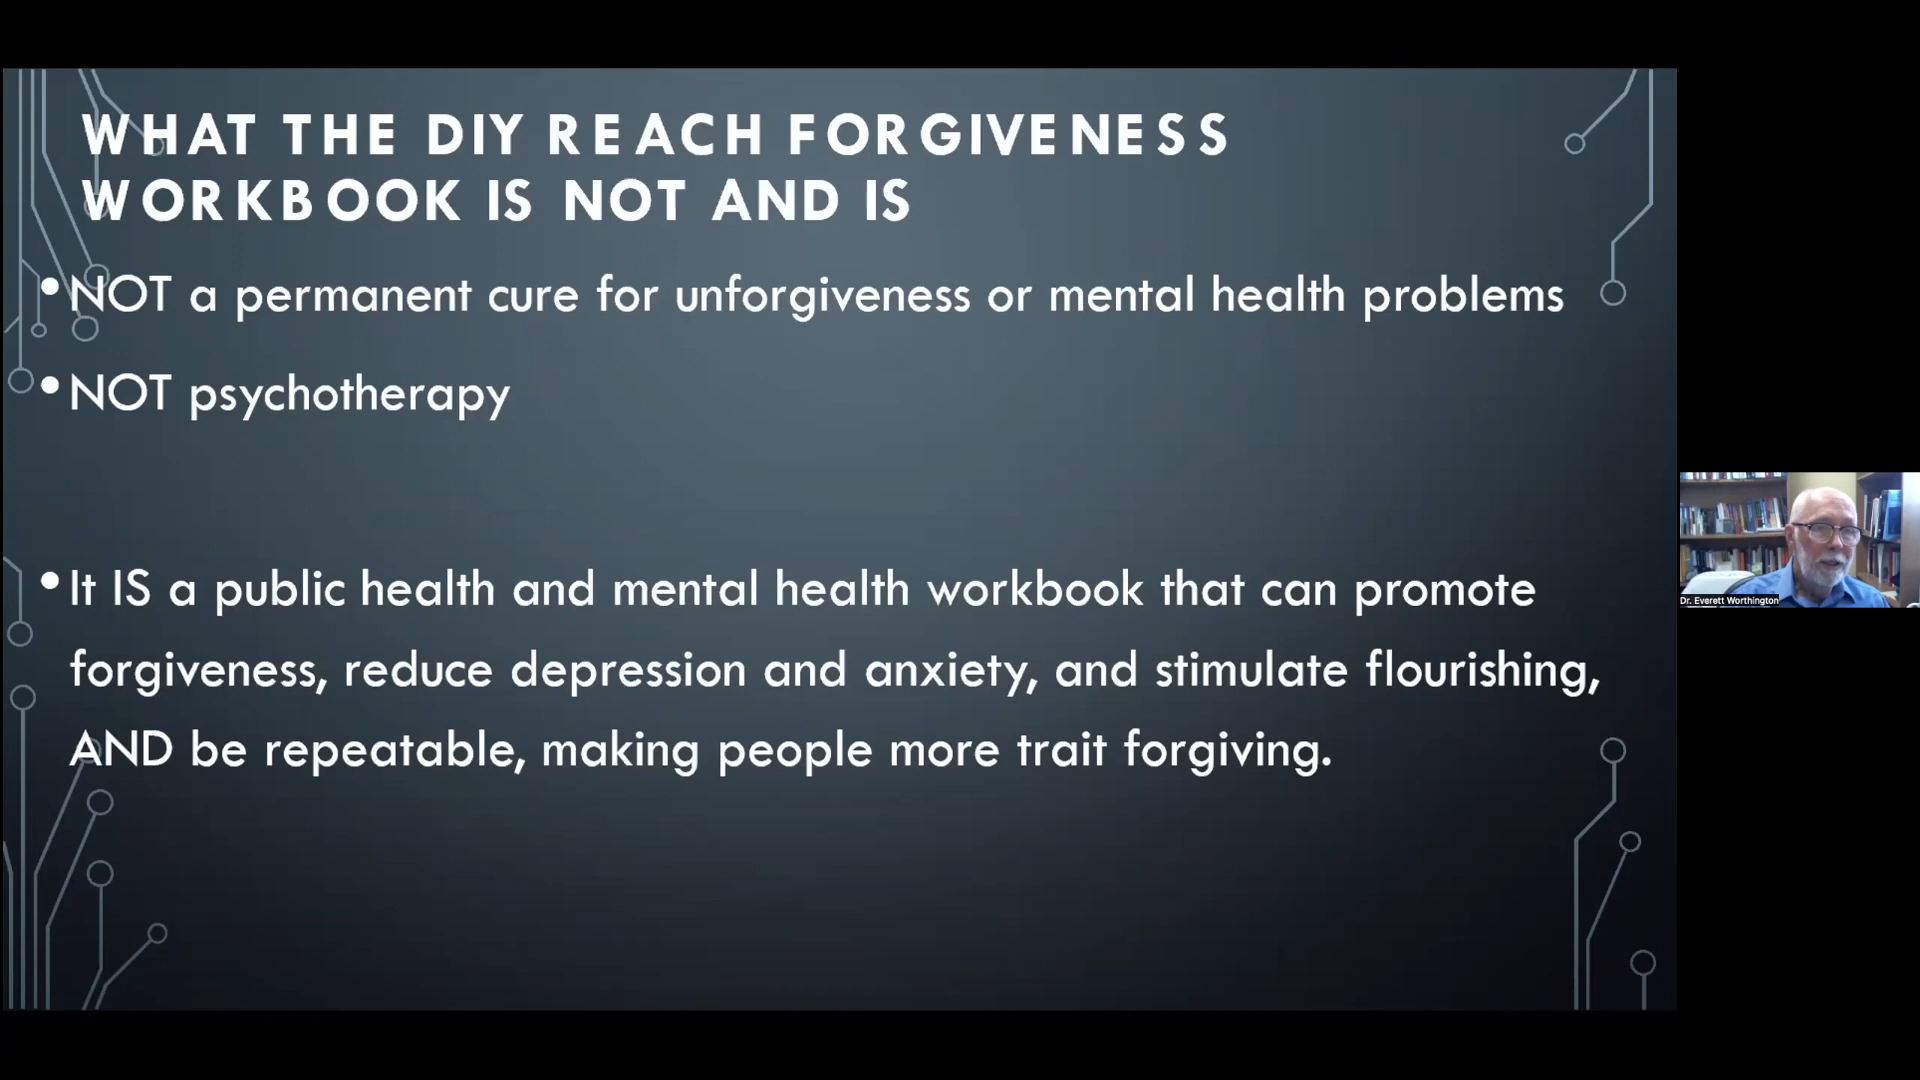 WHAT THE DIY REACH FORGIVENESS
WORKBOOK IS NOT AND IS
•NOT a permanent cure for unforgiveness or mental health problems
•NOT psychotherapy
•It IS a public health and mental health workbook that can promote
forgiveness, reduce depression and anxiety, and stimulate flourishing,
AND be repeatable, making people more trait forgiving.
Dr. Everett Worthington